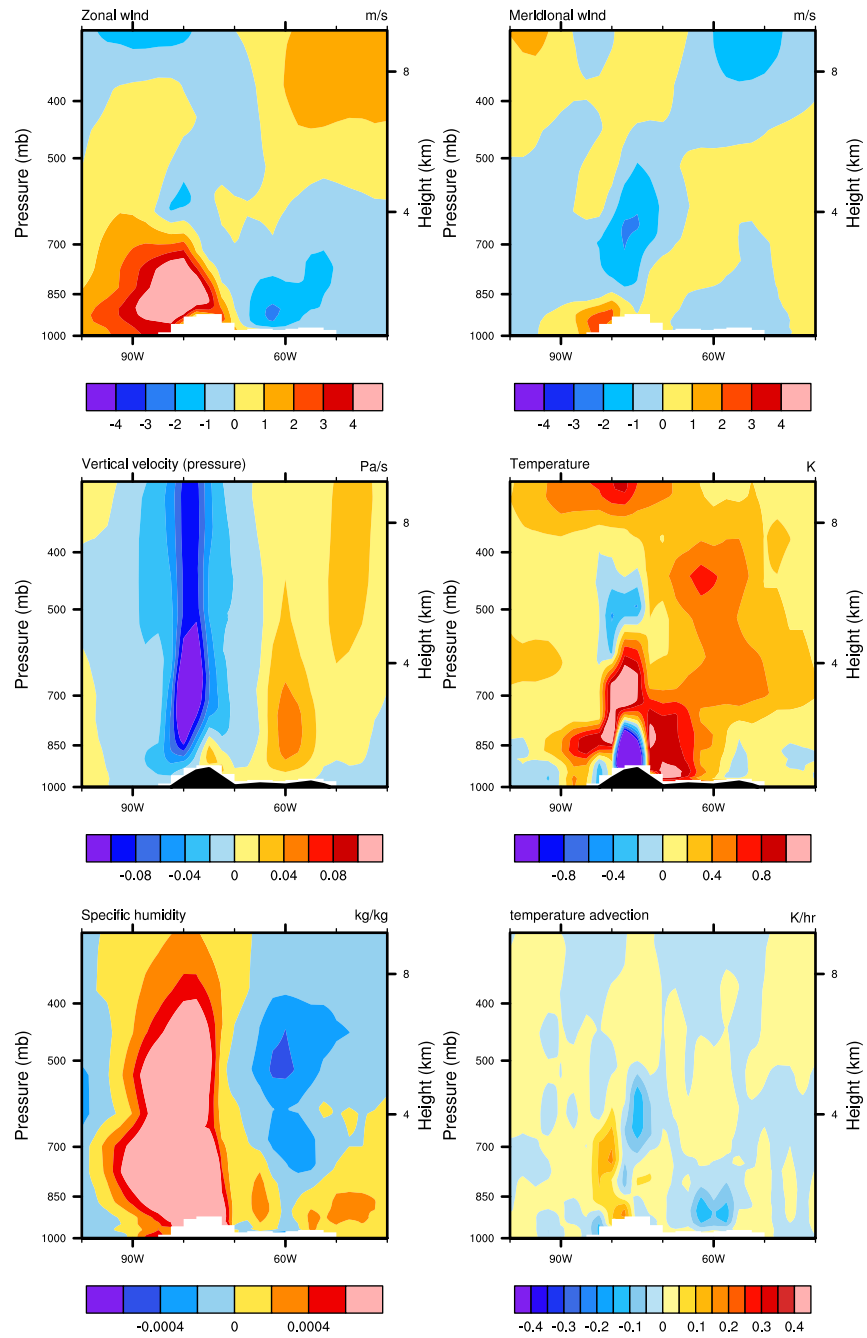 Zonal wind m/s
Pressure (mb)
400
500
700
850
1000
8
4
Height (km)
90W 60W
-4 -3 -2 -1 0 1 2 3 4
Meridional wind m/s
Pressure (mb)
400
500
700
850
1000
8
4
Height (km)
90W 60W
-4 -3 -2 -1 0 1 2 3 4
Vertical velocity (pressure) Pa/s
Pressure (mb)
400
500
700
850
1000
8
4
Height (km)
90W 60W
-0.08 -0.04 0 0.04 0.08
Temperature K
Pressure (mb)
400
500
700
850
1000
8
4
Height (km)
90W 60W
-0.8 -0.4 0 0.4 0.8
Specific humidity kg/kg
Pressure (mb)
400
500
700
850
1000
8
4
Height (km)
90W 60W
-0.0004 0 0.0004
temperature advection K/hr
Pressure (mb)
400
500
700
850
1000
8
4
Height (km)
90W 60W
-0.4 -0.3 -0.2 -0.1 0 0.1 0.2 0.3 0.4